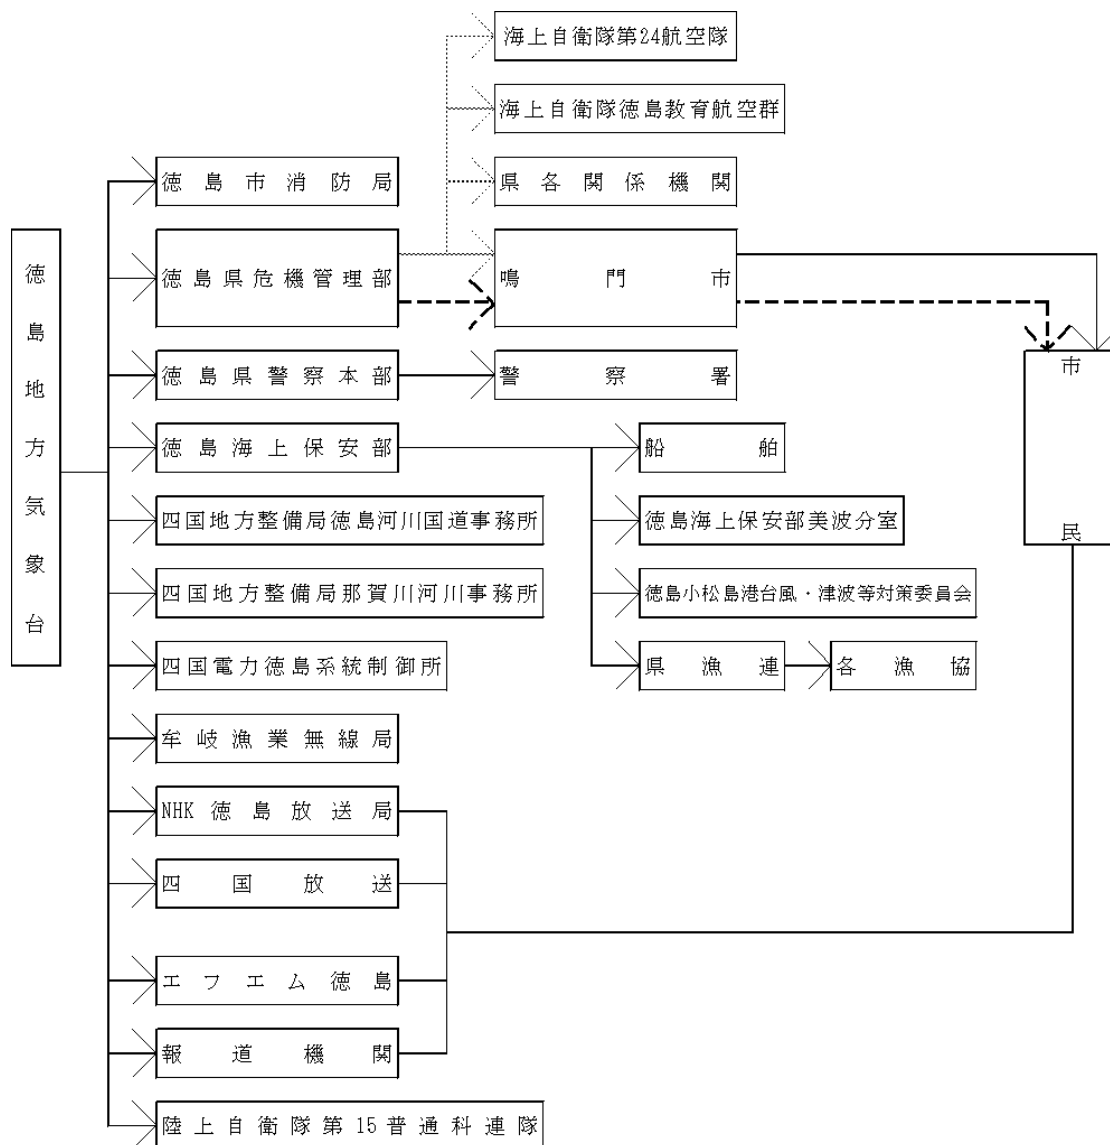 海上自衛隊第24航空隊
海上自衛隊徳島教育航空群
徳島市消防局
県各関係機関
徳島地方気象台
徳島県危機管理部
鳴門市
徳島県警察本部
警察署
市民
徳島海上保安部
船舶
四国地方整備局徳島河川国道事務所
徳島海上保安部美波分室
四国地方整備局那賀川河川事務所
徳島小松島港台風・津波等対策委員会
四国電力徳島系統制御所
県漁連
各漁協
牟岐漁業無線局
NHK徳島放送局
四国放送
エフエム徳島
報道機関
陸上自衛隊第15普通科連隊